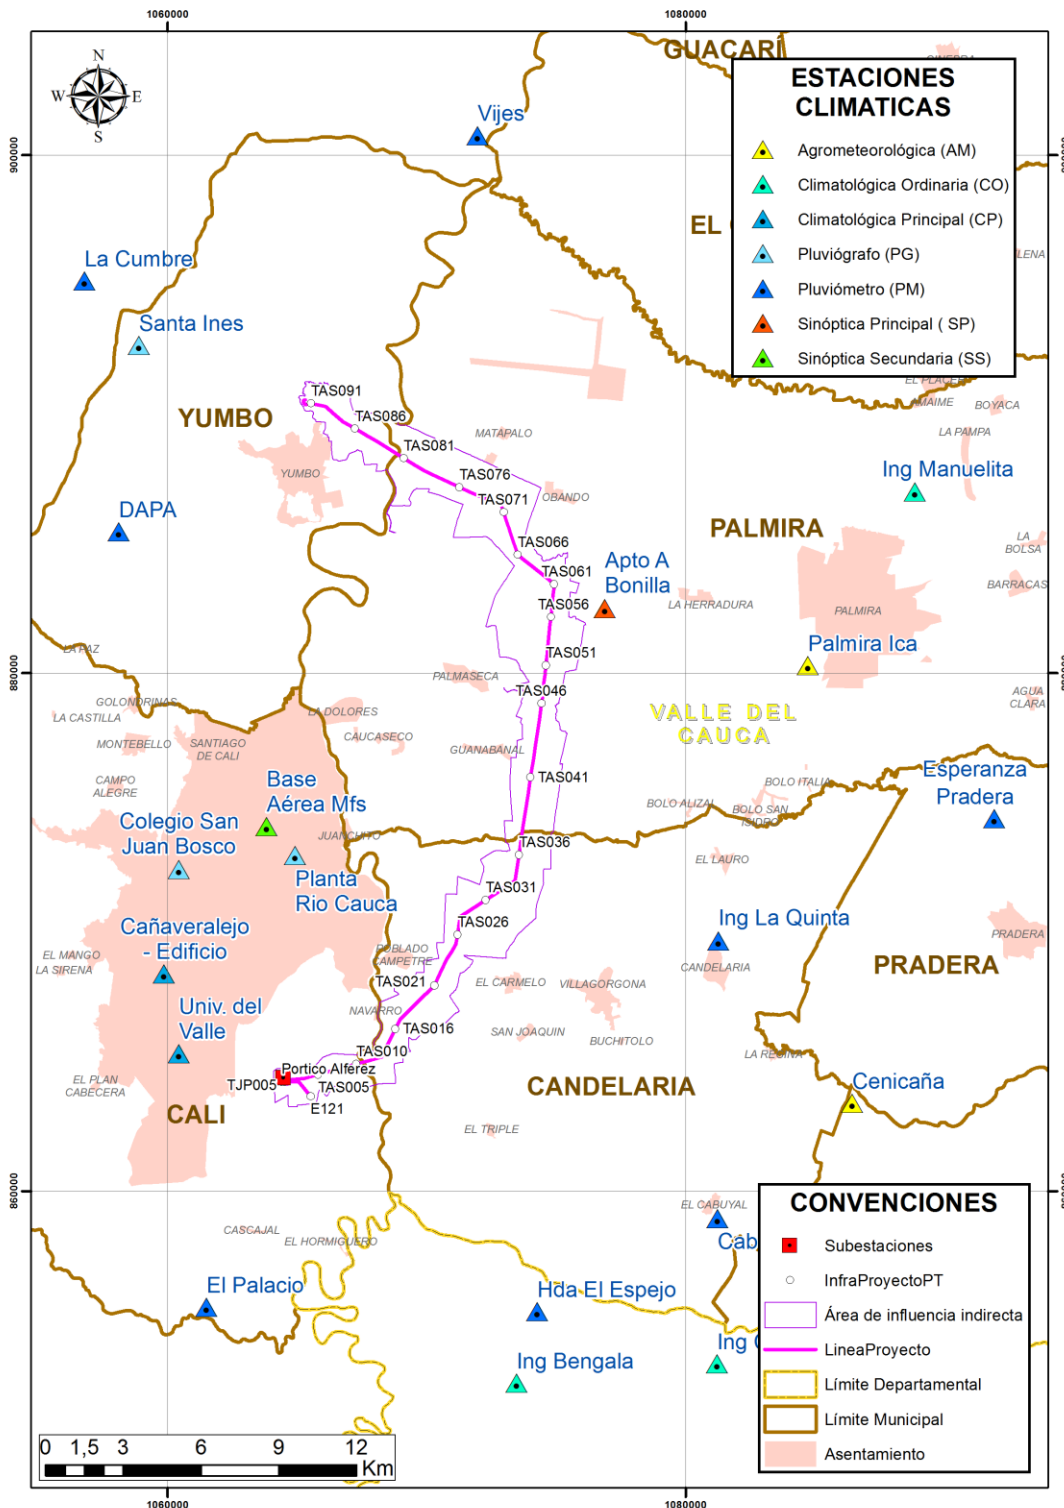 1060000
1080000
GUACARÍ
GINEBRA
N
W
E
S
ESTACIONES
CLIMATICAS
Agrometeorológica (AM)
Climatológica Ordinaria (CO)
Climatológica Principal (CP)
Pluviógrafo (PG)
Pluviómetro (PM)
Sinóptica Principal ( SP)
Sinóptica Secundaria (SS)
Vijes
900000
EL
LENA
La Cumbre
Santa Ines
EL PLACER
AMAIME
BOYACA
TAS091
YUMBO
TAS086
MATAPALO
LA PAMPA
TAS081
YUMBO
TAS076
Ing Manuelita
OBANDO
TAS071
DAPA
PALMIRA
TAS066
LA
BOLSA
Apto A
Bonilla
TAS061
BARRACAS
TAS056
LA HERRADURA
PALMIRA
LA PAZ
TAS051
Palmira Ica
880000
PALMASECA
TAS046
AGUA
CLARA
GOLONDRINAS
LA CASTILLA
LA DOLORES
VALLE DEL
CAUCA
MONTEBELLO
SANTIAGO
DE CALI
CAUCASECO
GUANABANAL
CAMPO
ALEGRE
Base
Aérea Mfs
TAS041
BOLO ITALIA
Esperanza
Pradera
BOLO ALIZAL
BOLO SAN
ISIDRO
Colegio San
Juan Bosco
JUANCHITO
TAS036
EL LAURO
Planta
Rio Cauca
TAS031
Cañaveralejo
- Edificio
TAS026
Ing La Quinta
PRADERA
EL MANGO
LA SIRENA
POBLADO
CAMPETRE
CANDELARIA
PRADERA
TAS021
EL CARMELO
VILLAGORGONA
Univ. del
Valle
NAVARRO
TAS016
SAN JOAQUIN
BUCHITOLO
TAS010
LA REGINA
Portico Alferez
TJP005
TAS005
EL PLAN
CABECERA
CANDELARIA
Cenicaña
CALI
E121
EL TRIPLE
860000
EL CABUYAL
CONVENCIONES
Subestaciones
InfraProyectoPT
Área de influencia indirecta
LineaProyecto
Límite Departamental
Límite Municipal
Asentamiento
CASCAJAL
EL HORMIGUERO
Cab
El Palacio
Hda El Espejo
Ing Bengala
Ing
0 1,5 3 6 9 12
Km
1060000
1080000